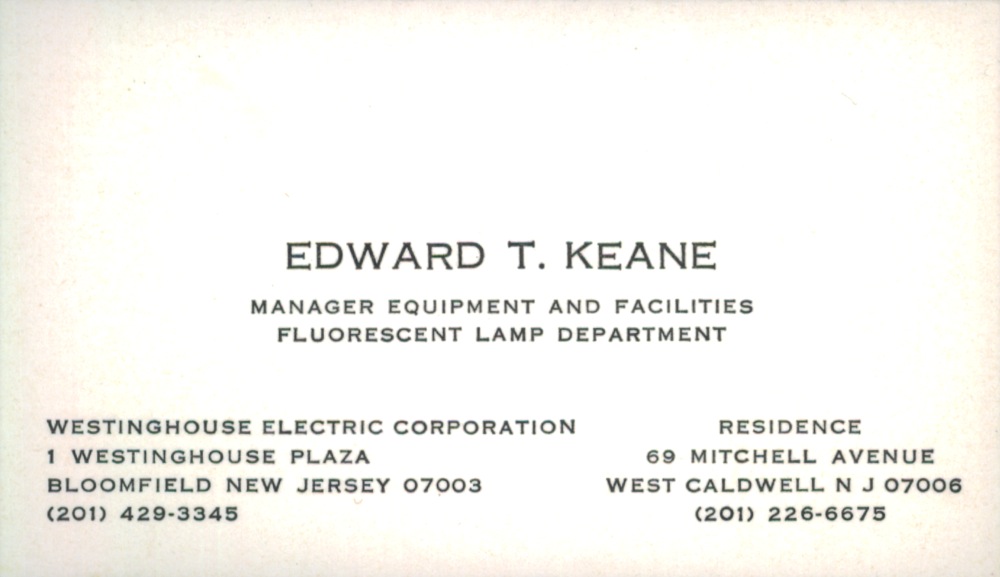 EDWARD T. KEANE
MANAGER EQUIPMENT AND FACILITIES
FLUORESCENT LAMP DEPARTMENT
WESTINGHOUSE ELECTRIC CORPORATION
1 WESTINGHOUSE PLAZA
BLOOMFIELD NEW JERSEY 07003
(201) 429-3345
RESIDENCE
69 MITCHELL AVENUE
WEST CALDWELL N J 07006
(201) 226-6675